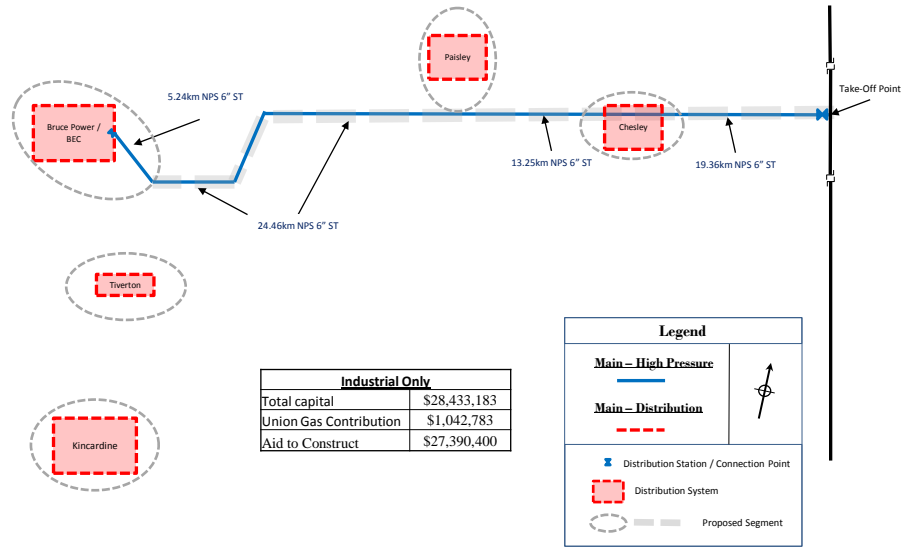 Paisley
5.24km NPS 6” ST
Take-Off Point
Bruce Power /
BEC
Chesley
13.25km NPS 6” ST
19.36km NPS 6” ST
24.46km NPS 6” ST
Tiverton
Kincardine
Industrial Only
Total capital $28,433,183
Union Gas Contribution $1,042,783
Aid to Construct $27,390,400
Legend
Main – High Pressure
Main – Distribution
Distribution Station / Connection Point
Distribution System
Proposed Segment